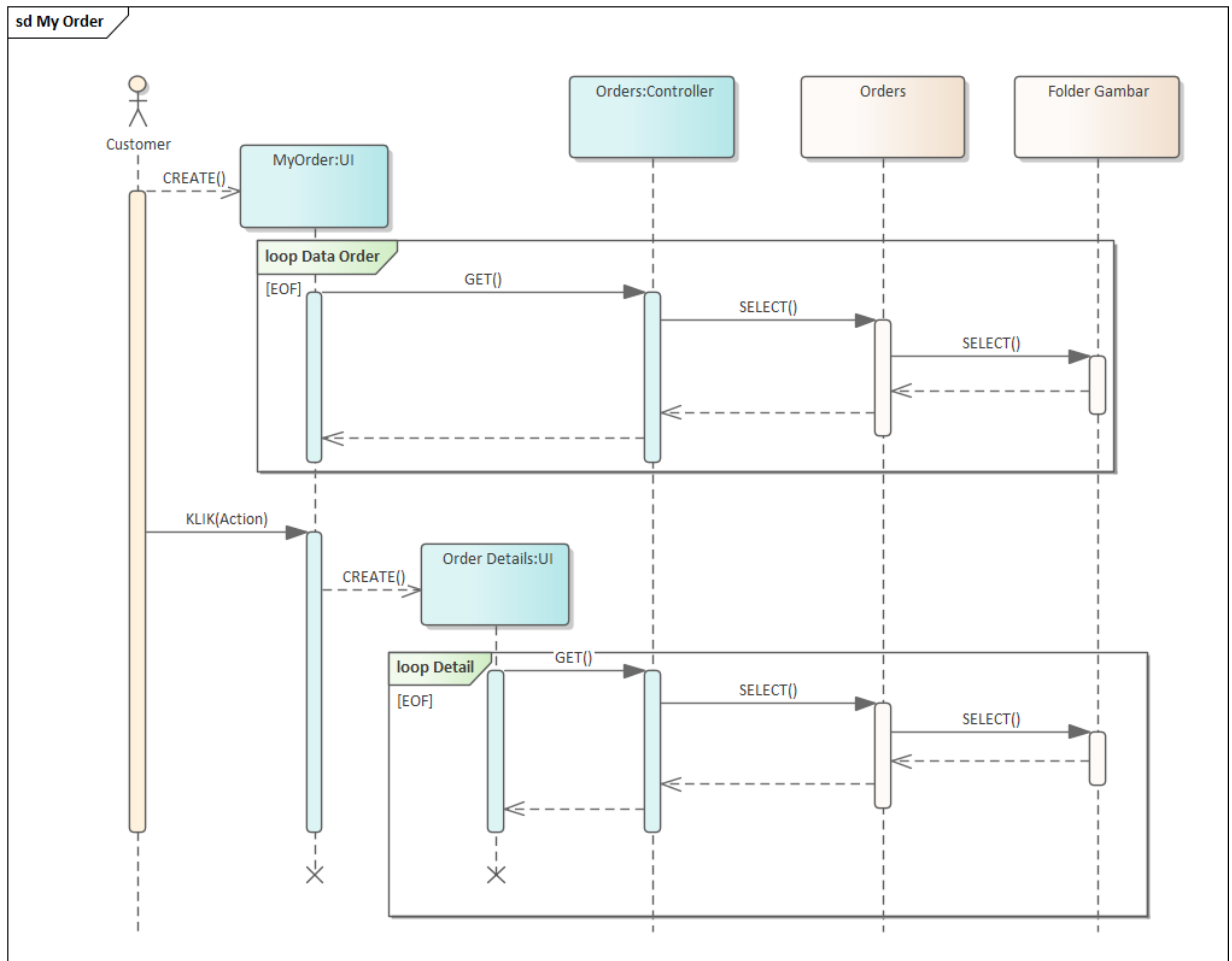 sd My Order
Customer
MyOrder:UI
Orders:Controller
Orders
Folder Gambar
CREATE()
loop Data Order
[EOF]
GET()
SELECT()
SELECT()
KLIK(Action)
Order Details:UI
CREATE()
loop Detail
[EOF]
GET()
SELECT()
SELECT()